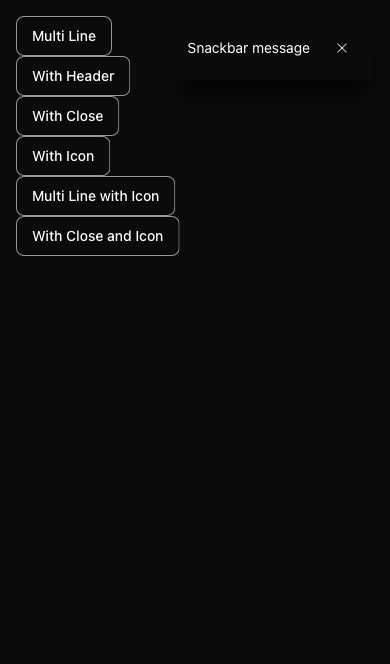 Multi Line
Snackbar message
With Header
With Close
With Icon
Multi Line with Icon
With Close and Icon